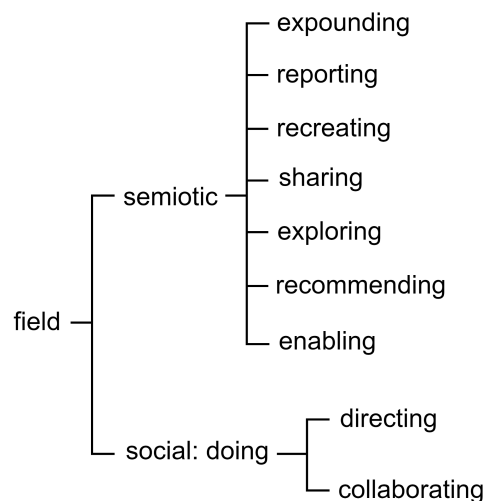 expounding
reporting
recreating
sharing
semiotic
exploring
recommending
field
enabling
directing
social: doing
collaborating